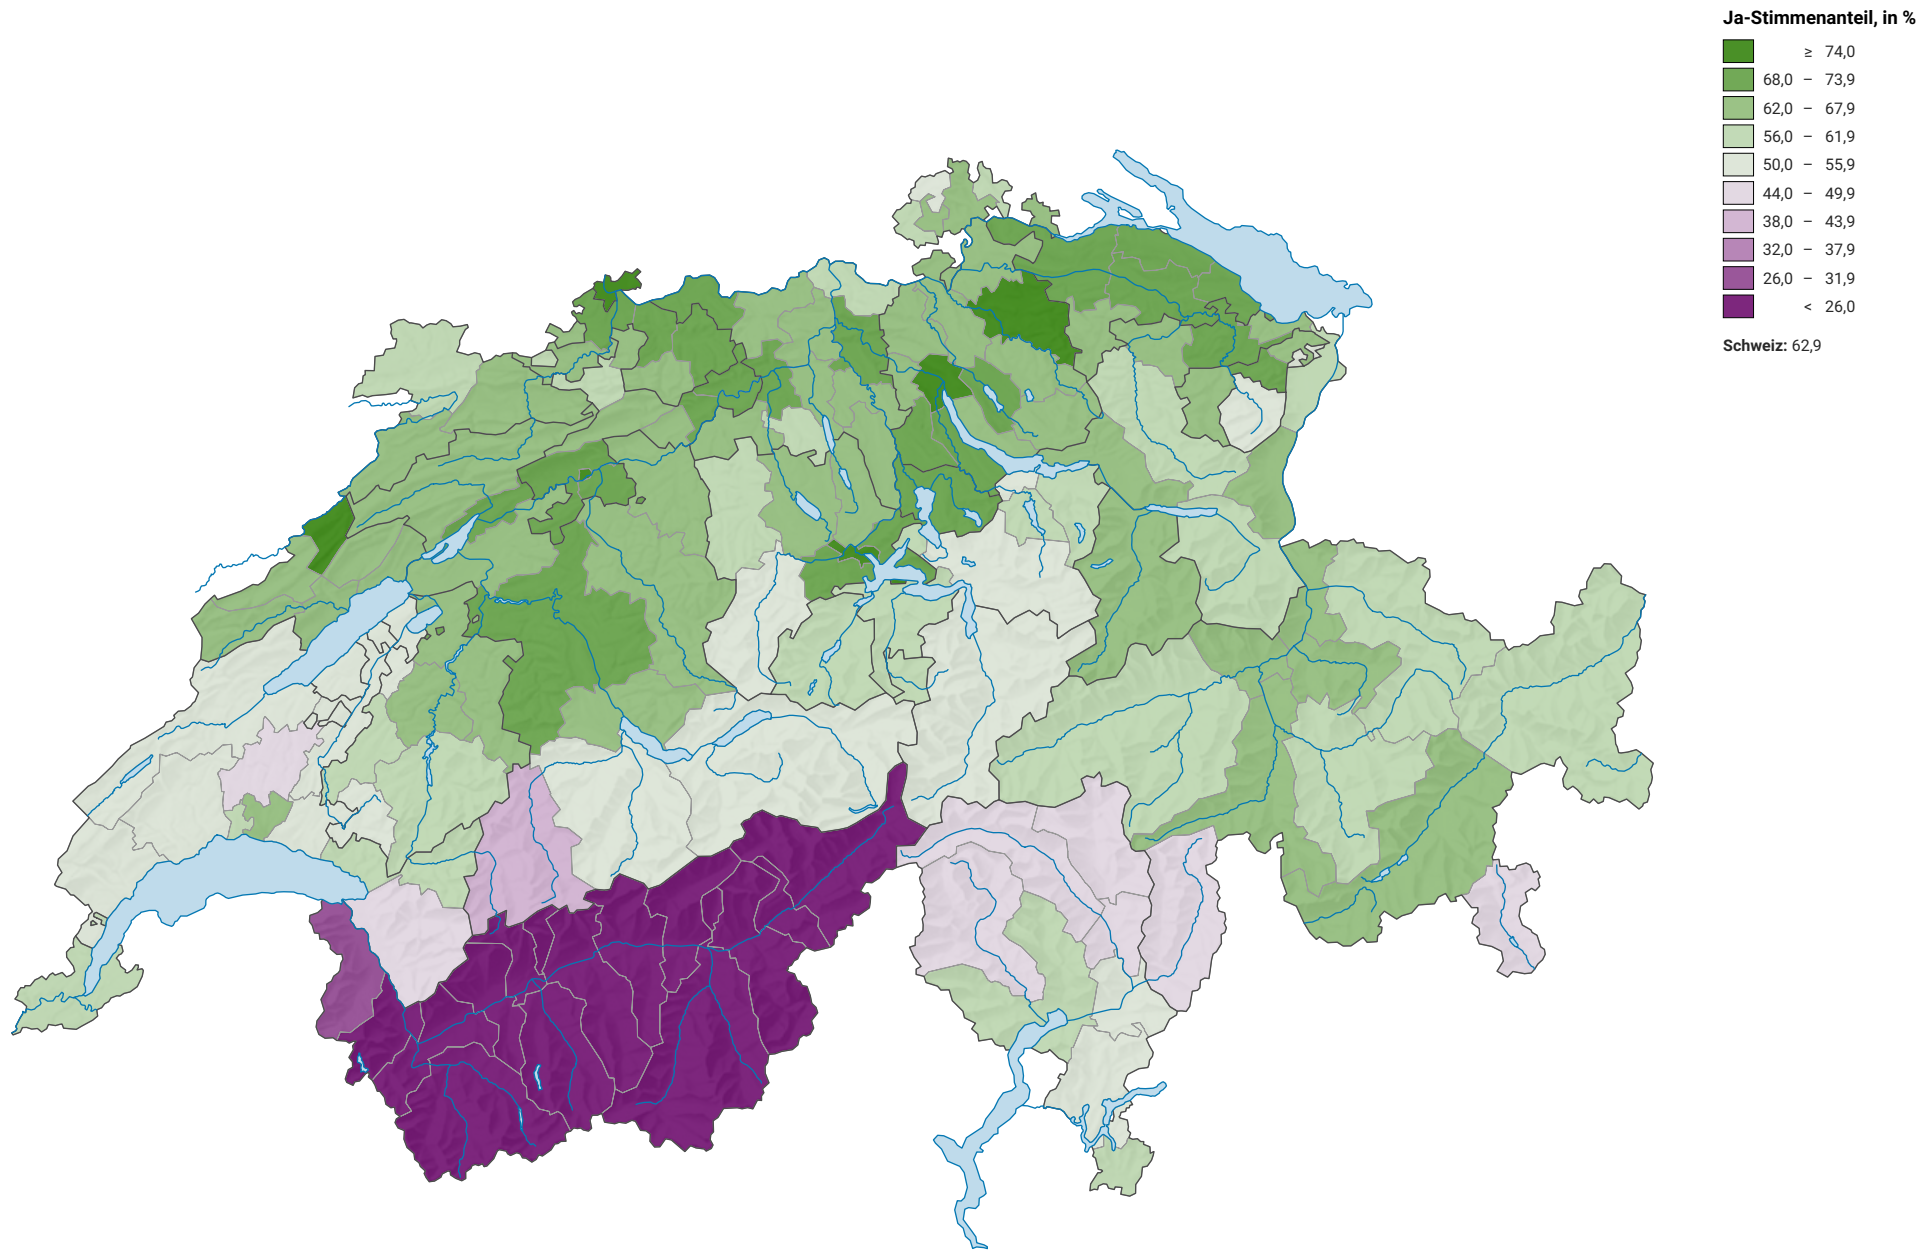 Ja-Stimmenanteil, in %
≥ 74,0
68,0 – 73,9
62,0 – 67,9
56,0 – 61,9
50,0 – 55,9
44,0 – 49,9
38,0 – 43,9
32,0 – 37,9
26,0 – 31,9
< 26,0
Schweiz: 62,9